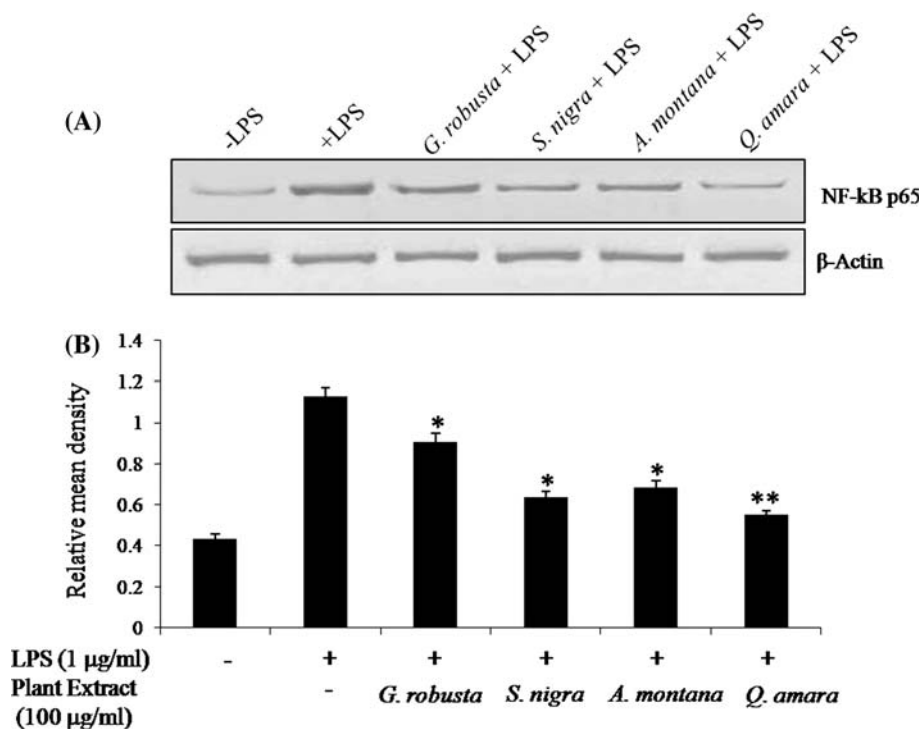 (A)
-LPS
+LPS
G. robusta + LPS
S. nigra + LPS
A. montana + LPS
Q. amara + LPS
NF-kB p65
β-Actin
(B)
Relative mean density
1.4
1.2
1
0.8
0.6
0.4
0.2
0
*
*
*
**
LPS (1 µg/ml) - + + + + +
Plant Extract - G. robusta S. nigra A. montana Q. amara
(100 µg/ml)